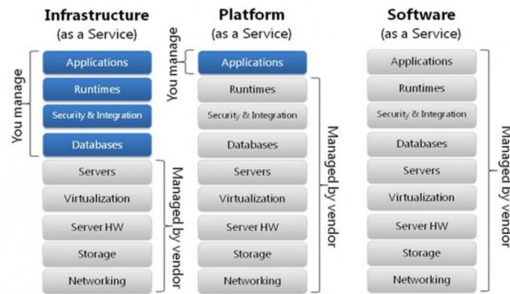 Infrastructure
(as a Service)
You manage
Applications
Runtimes
Security & Integration
Databases
Servers
Virtualization
Server HW
Storage
Networking
Managed by vendor
Platform
(as a Service)
You manage
Applications
Runtimes
Security & Integration
Databases
Servers
Virtualization
Server HW
Storage
Networking
Managed by vendor
Software
(as a Service)
Applications
Runtimes
Security & Integration
Databases
Servers
Virtualization
Server HW
Storage
Networking
Managed by vendor